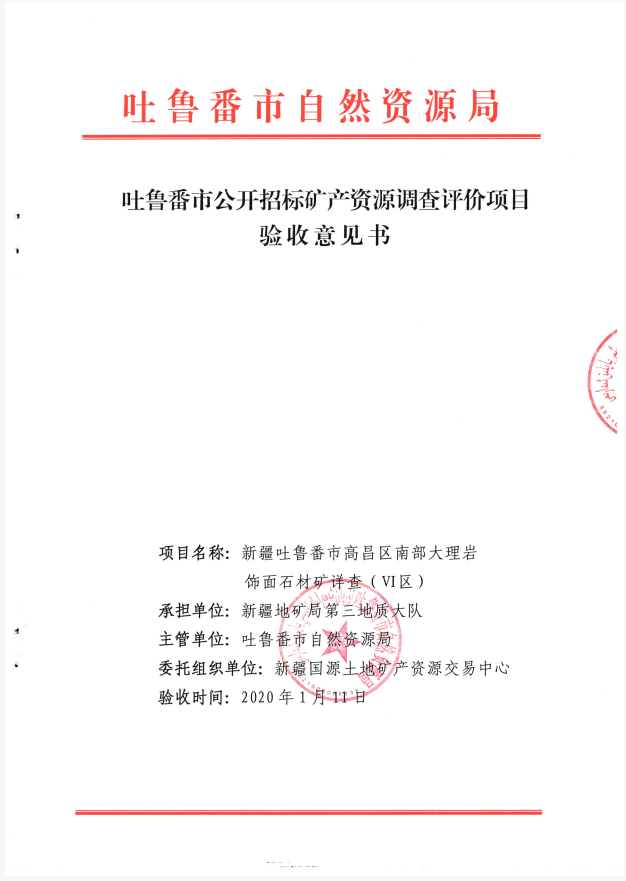 吐鲁番市自然资源局
吐鲁番市公开招标矿产资源调查评价项目
验收意见书
项目名称：新疆吐鲁番市高昌区南部大理岩
饰面石材矿详查（VI区）
承担单位：新疆地矿局第三地质大队
主管单位：吐鲁番市自然资源局
委托组织单位：新疆国源土地矿产资源交易中心
验收时间：2020年1月11日